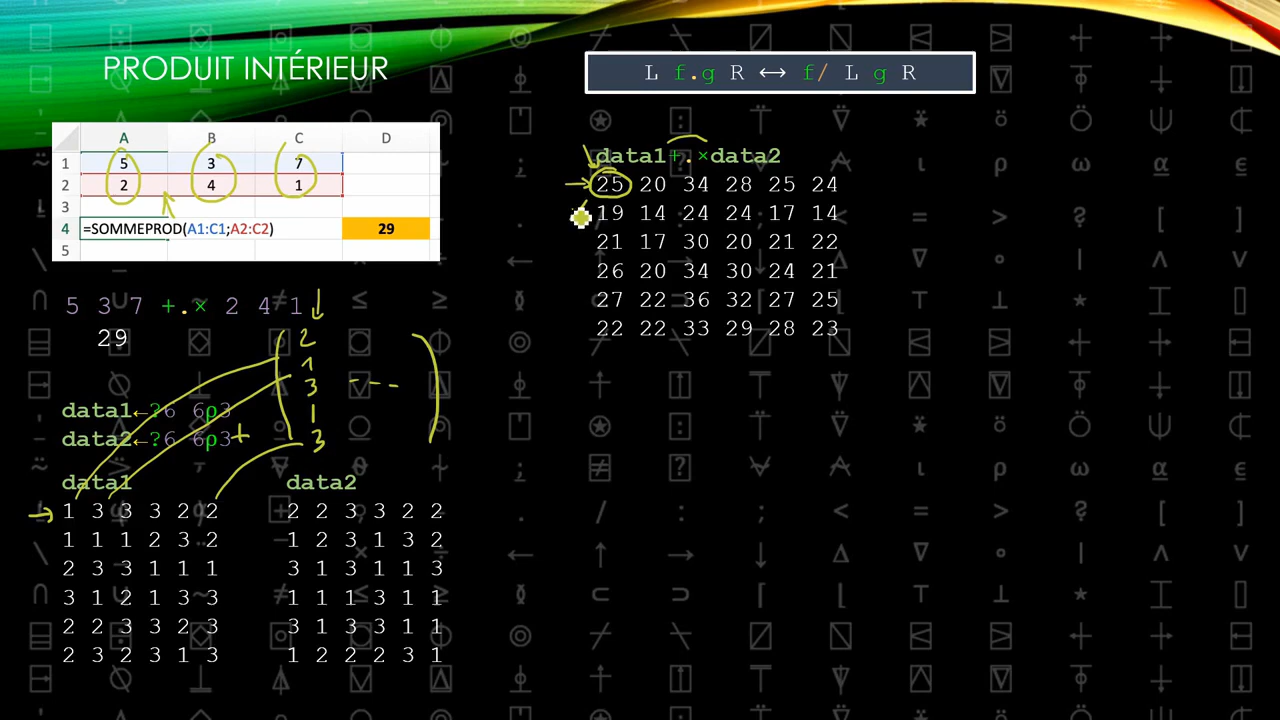 PRODUIT INTÉRIEUR
L f.g R ↔ f/ L g R
A B C D
1 5 3 7
2 2 4 1
3
4 =SOMMEPROD(A1:C1;A2:C2) 29
5
5 3 7 +.× 2 4 1
29
2
1
3
1
3
data1←?6 6⍴3
data2←?6 6⍴3
data1
1 3 3 3 2 2
1 1 1 2 3 2
2 3 3 1 1 1
3 1 2 1 3 3
2 2 3 3 2 3
2 3 2 3 1 3
data2
2 2 3 3 2 2
1 2 3 1 3 2
3 1 3 1 1 3
1 1 1 3 1 1
3 1 3 3 1 1
1 2 2 2 3 1
data1+.×data2
25 20 34 28 25 24
19 14 24 24 17 14
21 17 30 20 21 22
26 20 34 30 24 21
27 22 36 32 27 25
22 22 33 29 28 23